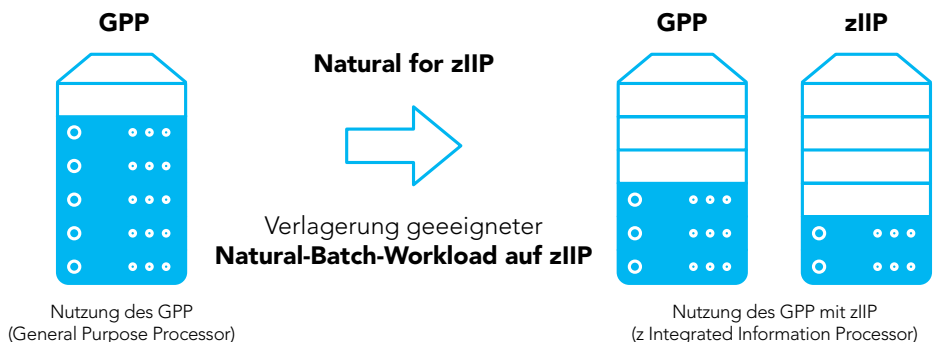 GPP
Natural for zIIP
Verlagerung geeigneter
Natural-Batch-Workload auf zIIP
GPP
zIIP
Nutzung des GPP
(General Purpose Processor)
Nutzung des GPP mit zIIP
(z Integrated Information Processor)